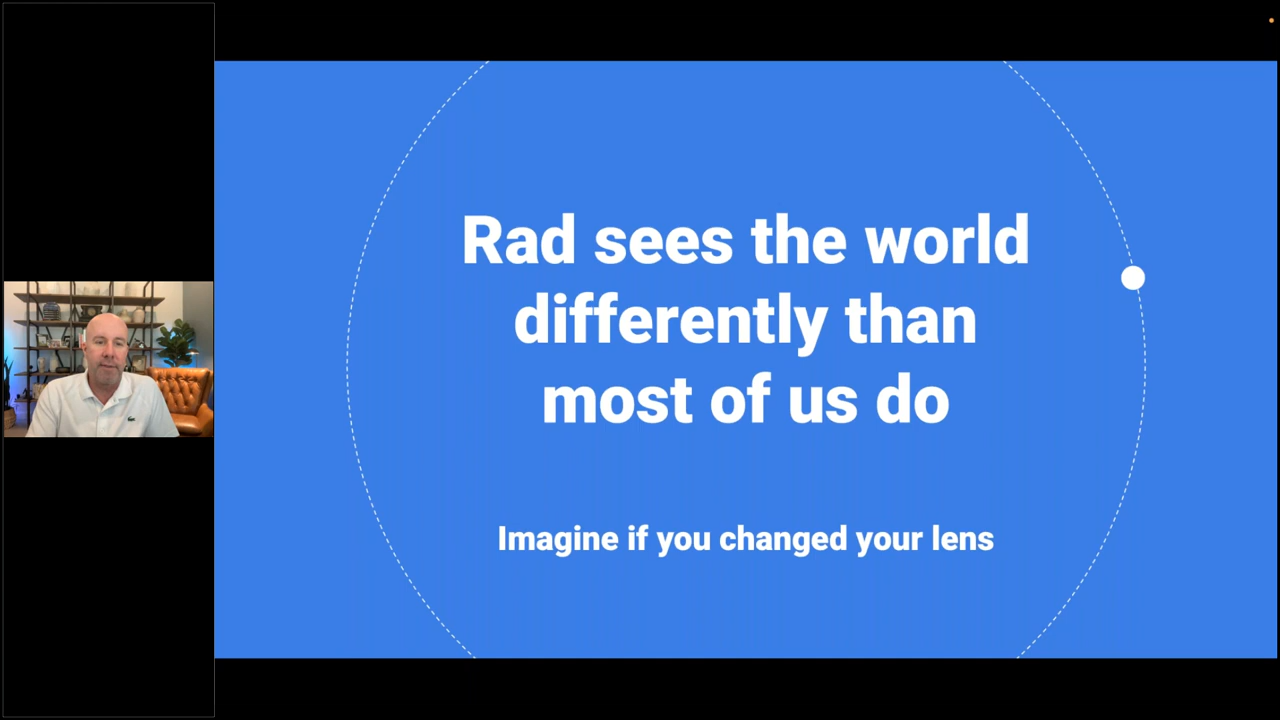 Rad sees the world
differently than
most of us do
Imagine if you changed your lens